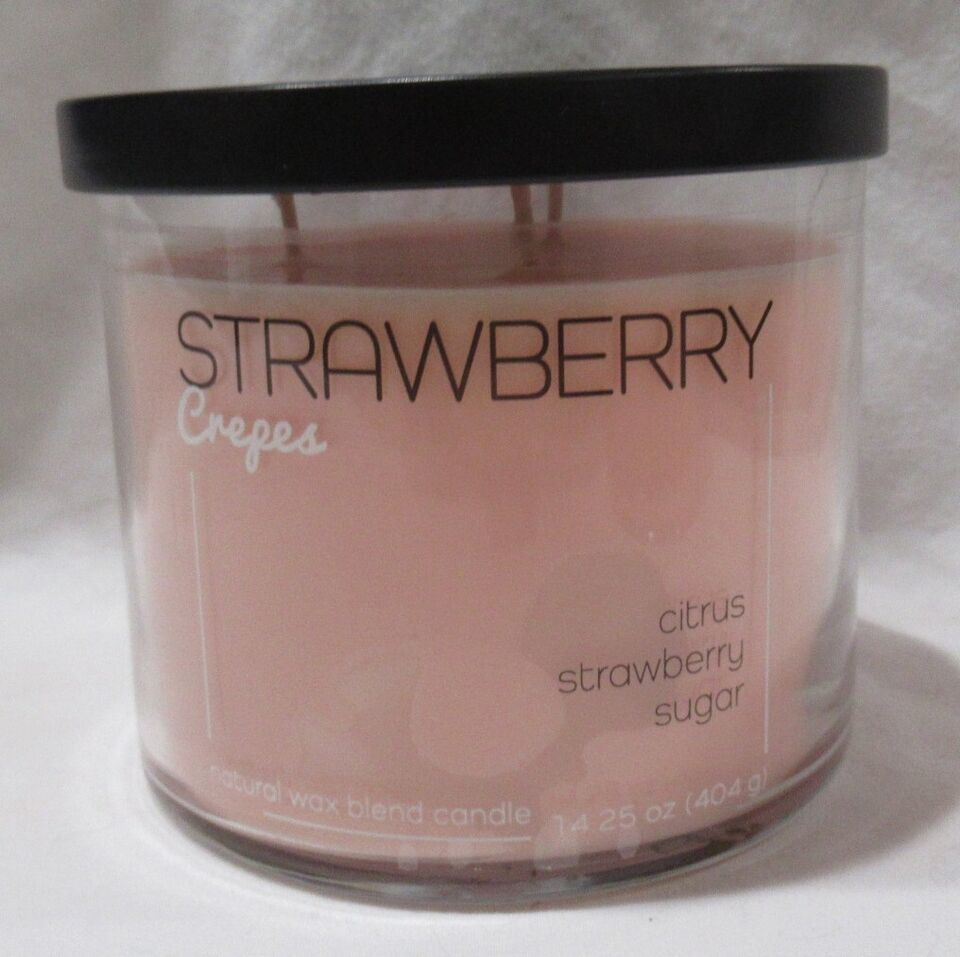 STRAWBERRY
Crepes
citrus
strawberry
sugar
natural wax blend candle 14.25 oz (404 g)